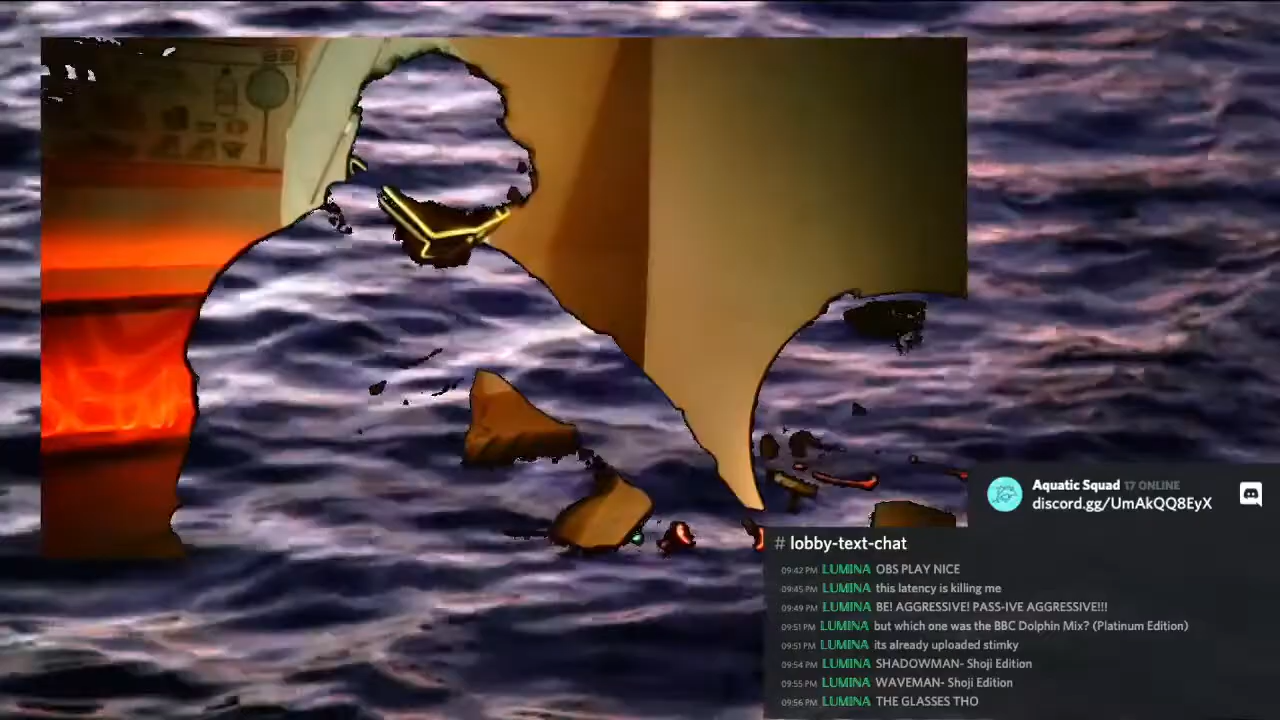 Aquatic Squad 17 ONLINE
discord.gg/UmAkQQ8EyX
# lobby-text-chat
09:42 PM LUMINA OBS PLAY NICE
09:45 PM LUMINA this latency is killing me
09:49 PM LUMINA BE! AGGRESSIVE! PASS-IVE AGGRESSIVE!!!
09:51 PM LUMINA but which one was the BBC Dolphin Mix? (Platinum Edition)
09:51 PM LUMINA its already uploaded stimky
09:54 PM LUMINA SHADOWMAN- Shoji Edition
09:55 PM LUMINA WAVEMAN- Shoji Edition
09:56 PM LUMINA THE GLASSES THO